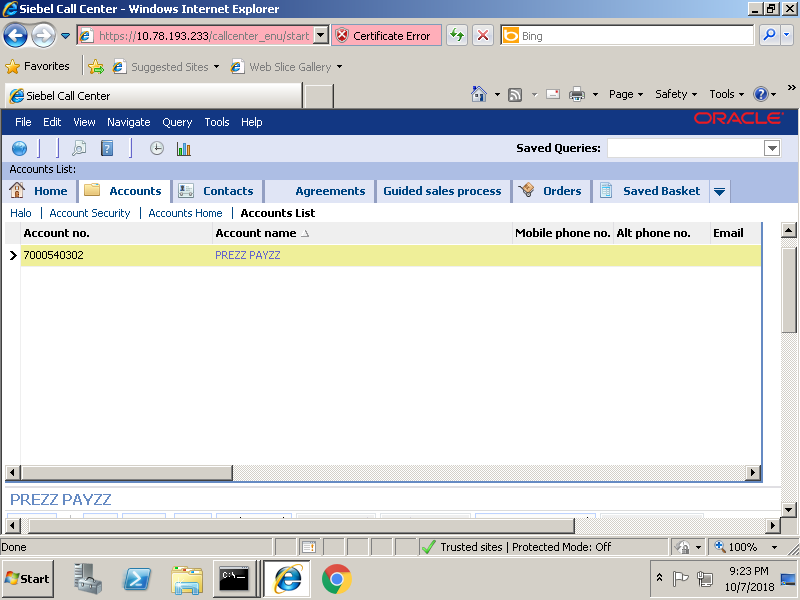 Siebel Call Center - Windows Internet Explorer
https://10.78.193.233/callcenter_enu/start
Certificate Error
Bing
Favorites
Suggested Sites
Web Slice Gallery
Siebel Call Center
Page
Safety
Tools
File Edit View Navigate Query Tools Help
ORACLE
Saved Queries:
Accounts List:
Home Accounts Contacts Agreements Guided sales process Orders Saved Basket
Halo | Account Security | Accounts Home | Accounts List
Account no. Account name Mobile phone no. Alt phone no. Email
7000540302 PREZZ PAYZZ
PREZZ PAYZZ
Done
Trusted sites | Protected Mode: Off
100%
Start
C:\_
9:23 PM
10/7/2018